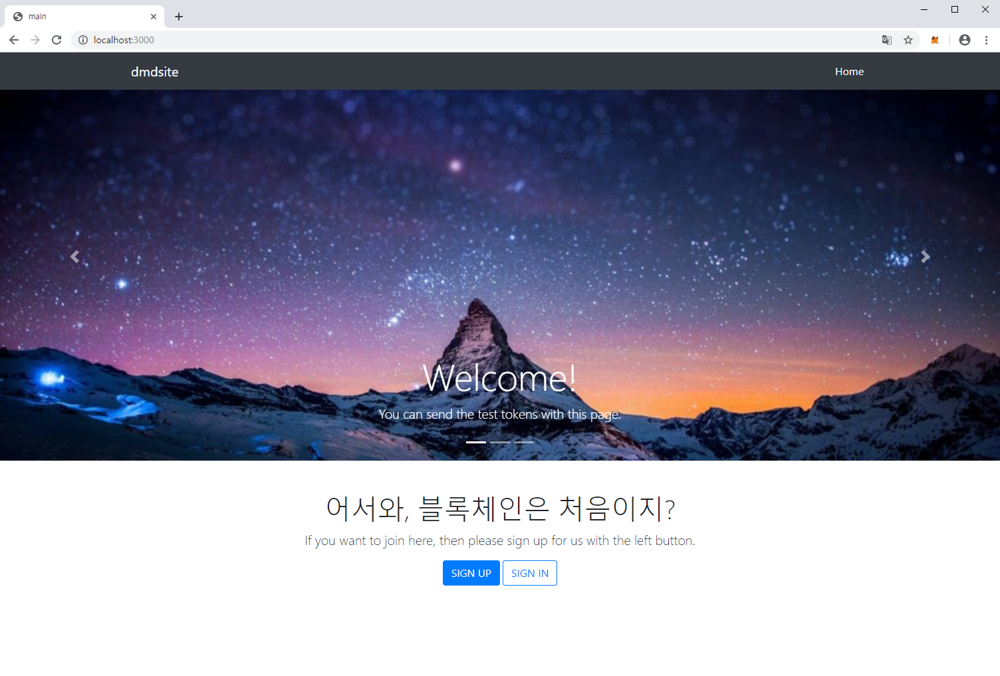 main
localhost:3000
dmdsite
Home
Welcome!
You can send the test tokens with this page.
어서와, 블록체인은 처음이지?
If you want to join here, then please sign up for us with the left button.
SIGN UP
SIGN IN